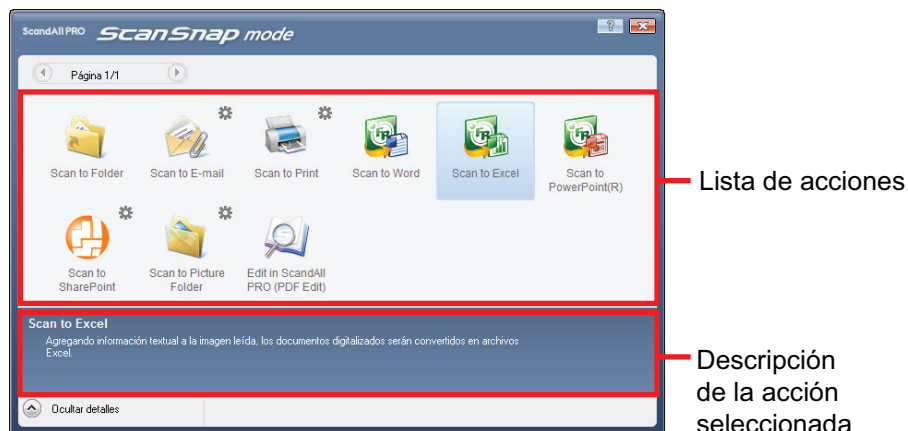 ScandAll PRO ScanSnap mode
Página 1/1
Scan to Folder
Scan to E-mail
Scan to Print
Scan to Word
Scan to Excel
Scan to
PowerPoint(R)
Scan to
SharePoint
Scan to Picture
Folder
Edit in ScandAll
PRO (PDF Edit)
Lista de acciones
Scan to Excel
Agregando información textual a la imagen leída, los documentos digitalizados serán convertidos en archivos
Excel.
Descripción
de la acción
seleccionada
Ocultar detalles